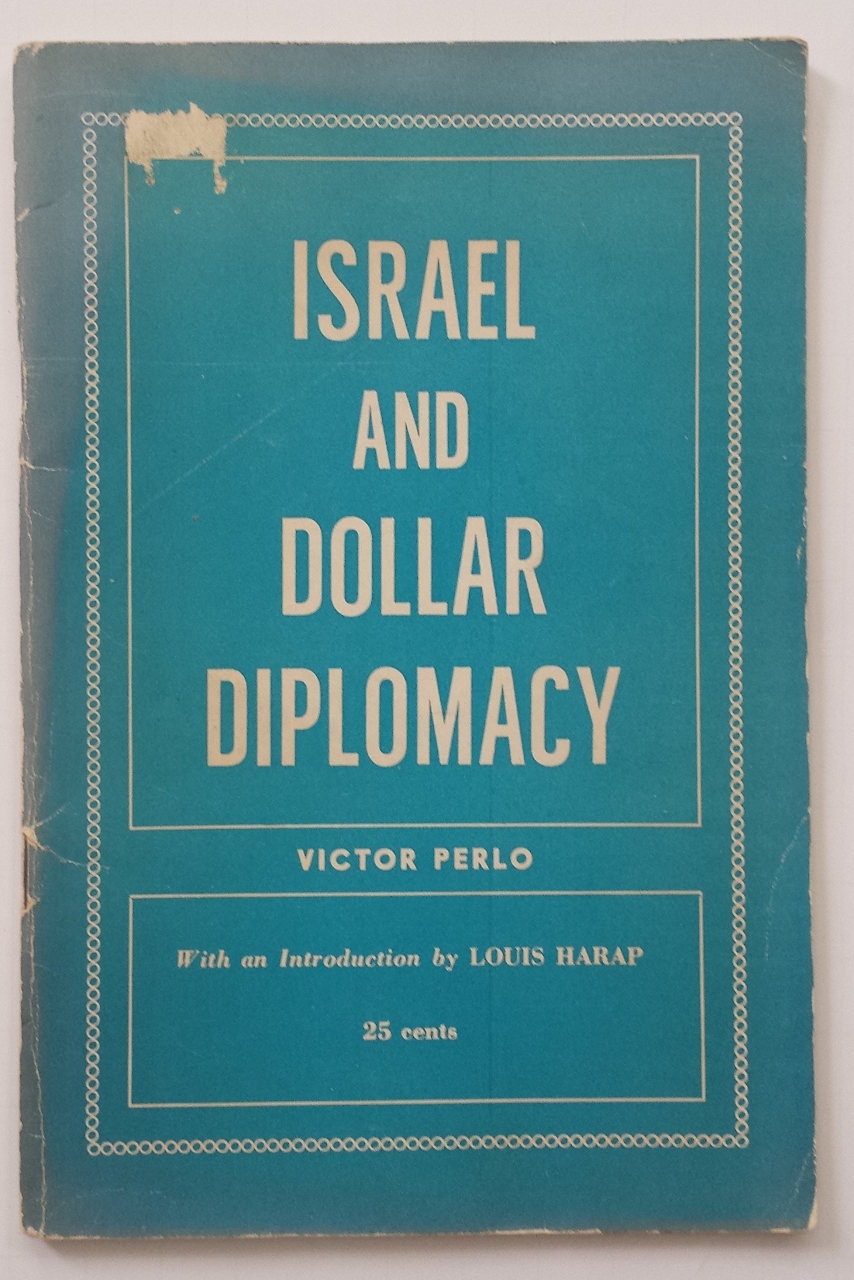 ISRAEL
AND
DOLLAR
DIPLOMACY
VICTOR PERLO
With an Introduction by LOUIS HARAP
25 cents